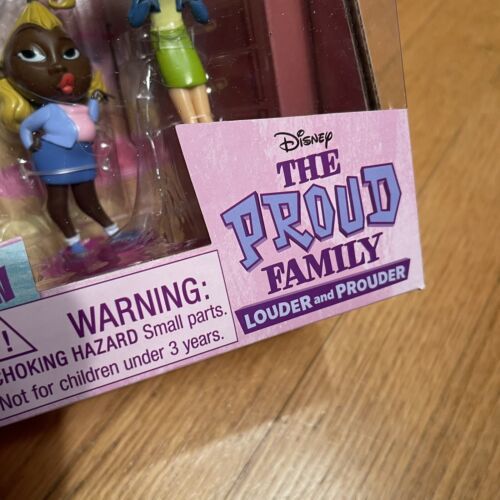 Disney
THE
PROUD
FAMILY
LOUDER and PROUDER
WARNING:
CHOKING HAZARD Small parts.
Not for children under 3 years.